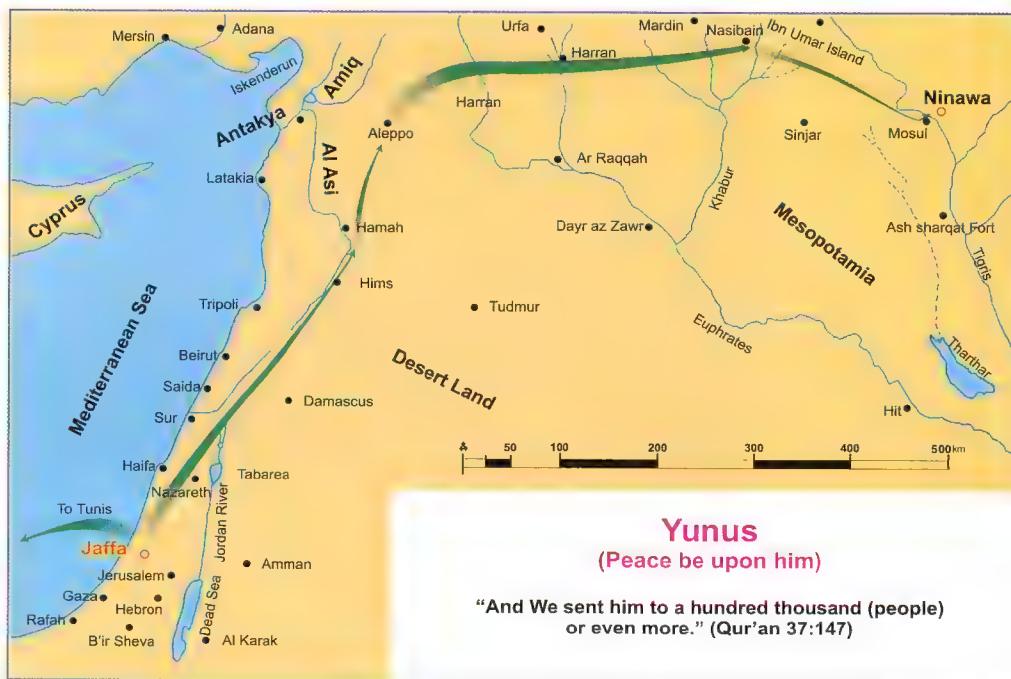 Mersin
Adana
Iskenderun
Amiq
Antakya
Al Asi
Aleppo
Urfa
Harran
Harran
Mardin
Nasibain
Ibn Umar Island
Ninawa
Mosul
Sinjar
Ar Raqqah
Khabur
Latakia
Cyprus
Hamah
Dayr az Zawr
Mesopotamia
Ash sharqat Fort
Tigris
Hims
Tripoli
Tudmur
Euphrates
Mediterranean Sea
Beirut
Saida
Sur
Damascus
Desert Land
Tharthar
Hit
Haifa
Nazareth
Tabarea
Jordan River
50 100 200 300 400 500km
To Tunis
Jaffa
Jerusalem
Amman
Gaza
Hebron
Dead Sea
Rafah
B'ir Sheva
Al Karak
Yunus
(Peace be upon him)
“And We sent him to a hundred thousand (people)
or even more.” (Qur’an 37:147)